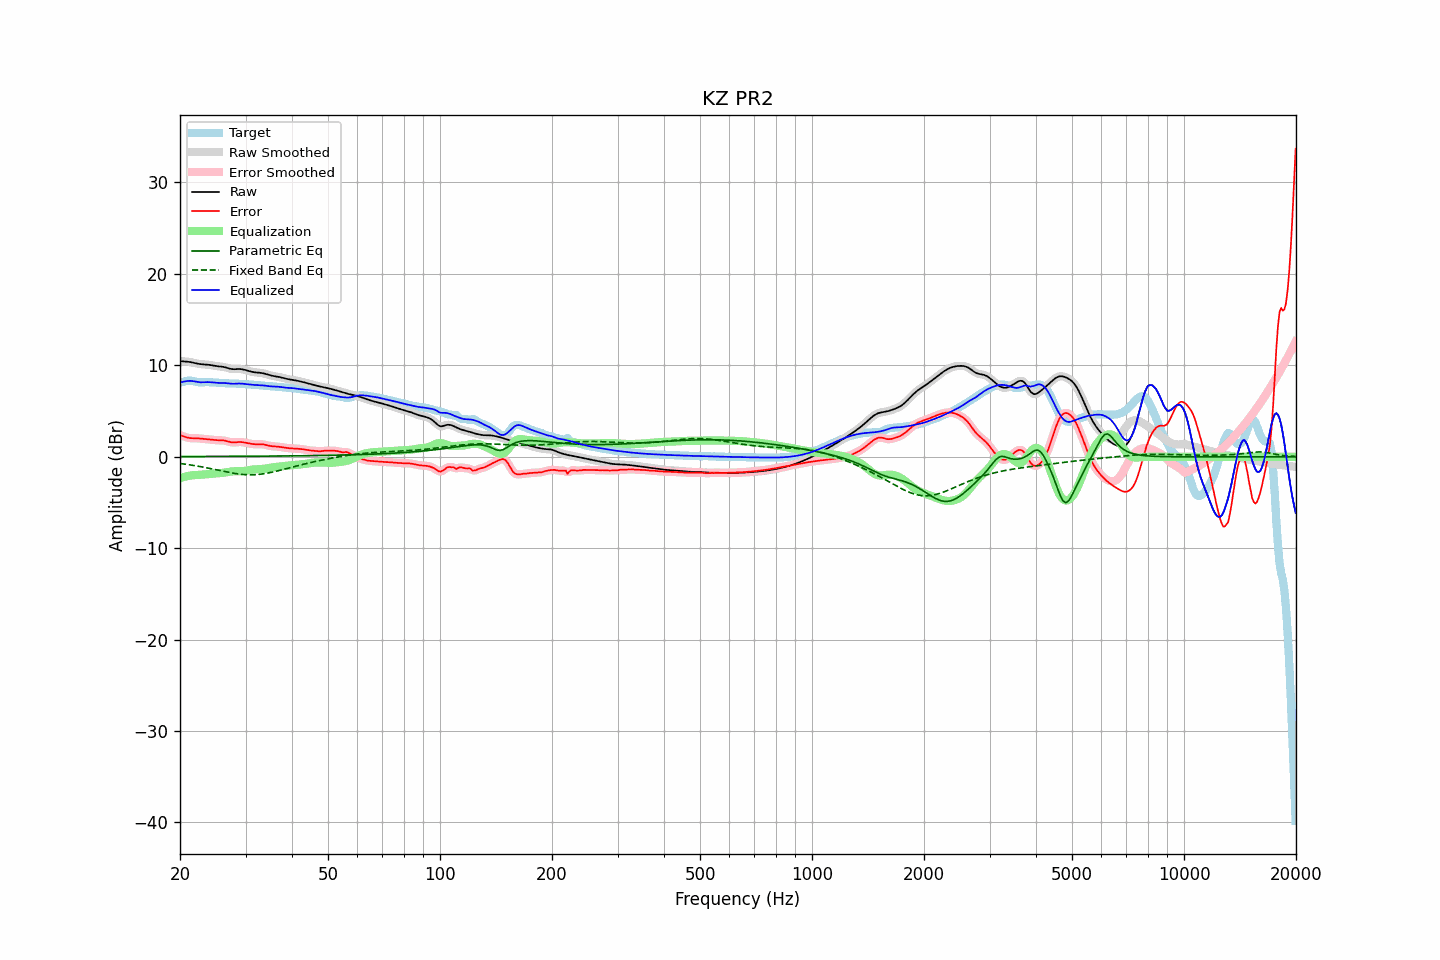 KZ PR2
Target
Raw Smoothed
Error Smoothed
Raw
Error
Equalization
Parametric Eq
Fixed Band Eq
Equalized
30
20
10
0
−10
−20
−30
−40
Amplitude (dBr)
20
50
100
200
500
1000
2000
5000
10000
20000
Frequency (Hz)